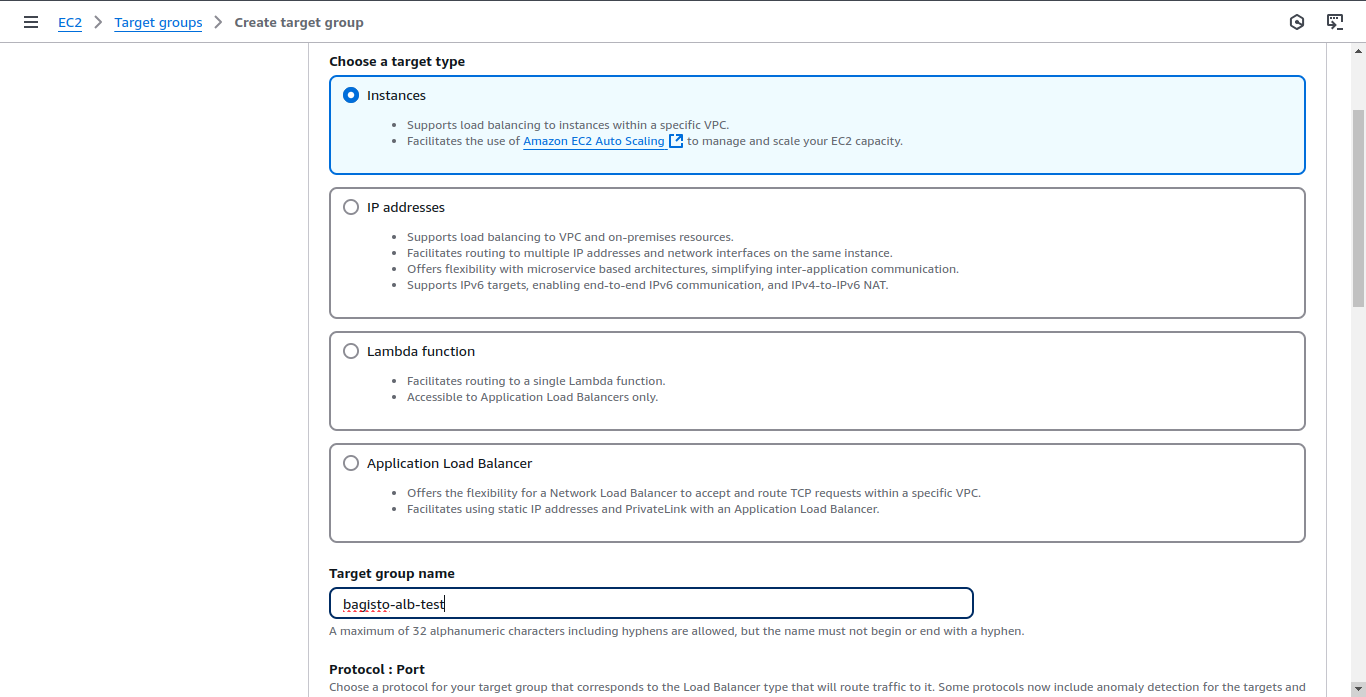 EC2 > Target groups > Create target group
Choose a target type
Instances
• Supports load balancing to instances within a specific VPC.
• Facilitates the use of Amazon EC2 Auto Scaling to manage and scale your EC2 capacity.
IP addresses
• Supports load balancing to VPC and on-premises resources.
• Facilitates routing to multiple IP addresses and network interfaces on the same instance.
• Offers flexibility with microservice based architectures, simplifying inter-application communication.
• Supports IPv6 targets, enabling end-to-end IPv6 communication, and IPv4-to-IPv6 NAT.
Lambda function
• Facilitates routing to a single Lambda function.
• Accessible to Application Load Balancers only.
Application Load Balancer
• Offers the flexibility for a Network Load Balancer to accept and route TCP requests within a specific VPC.
• Facilitates using static IP addresses and PrivateLink with an Application Load Balancer.
Target group name
bagisto-alb-test
A maximum of 32 alphanumeric characters including hyphens are allowed, but the name must not begin or end with a hyphen.
Protocol : Port
Choose a protocol for your target group that corresponds to the Load Balancer type that will route traffic to it. Some protocols now include anomaly detection for the targets and